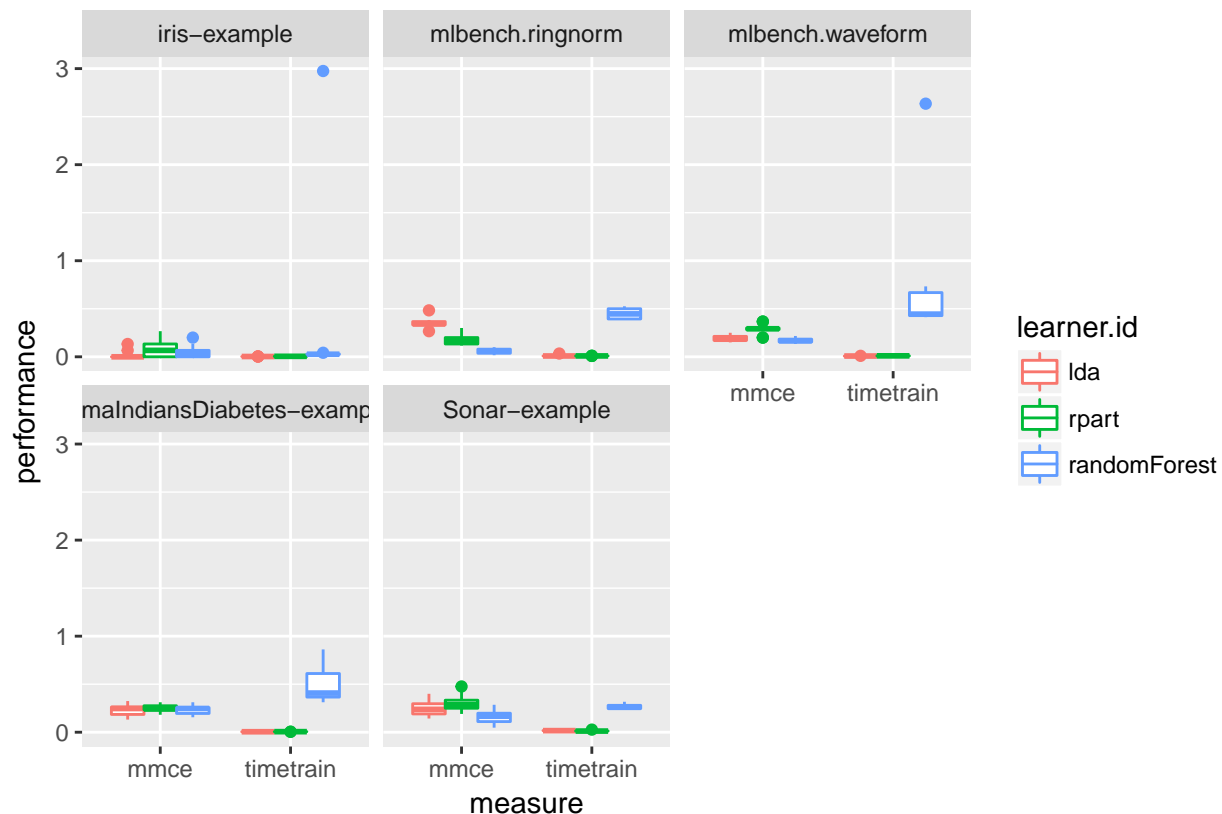 iris−example
mlbench.ringnorm
mlbench.waveform
3
2
1
0
mmce
timetrain
maIndiansDiabetes−examp
Sonar−example
3
2
1
0
mmce
timetrain
mmce
timetrain
measure
performance
learner.id
lda
rpart
randomForest